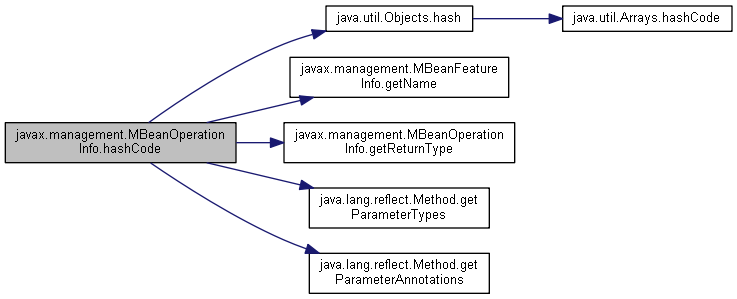 java.util.Objects.hash
java.util.Arrays.hashCode
javax.management.MBeanFeature
Info.getName
javax.management.MBeanOperation
Info.hashCode
javax.management.MBeanOperation
Info.getReturnType
java.lang.reflect.Method.get
ParameterTypes
java.lang.reflect.Method.get
ParameterAnnotations